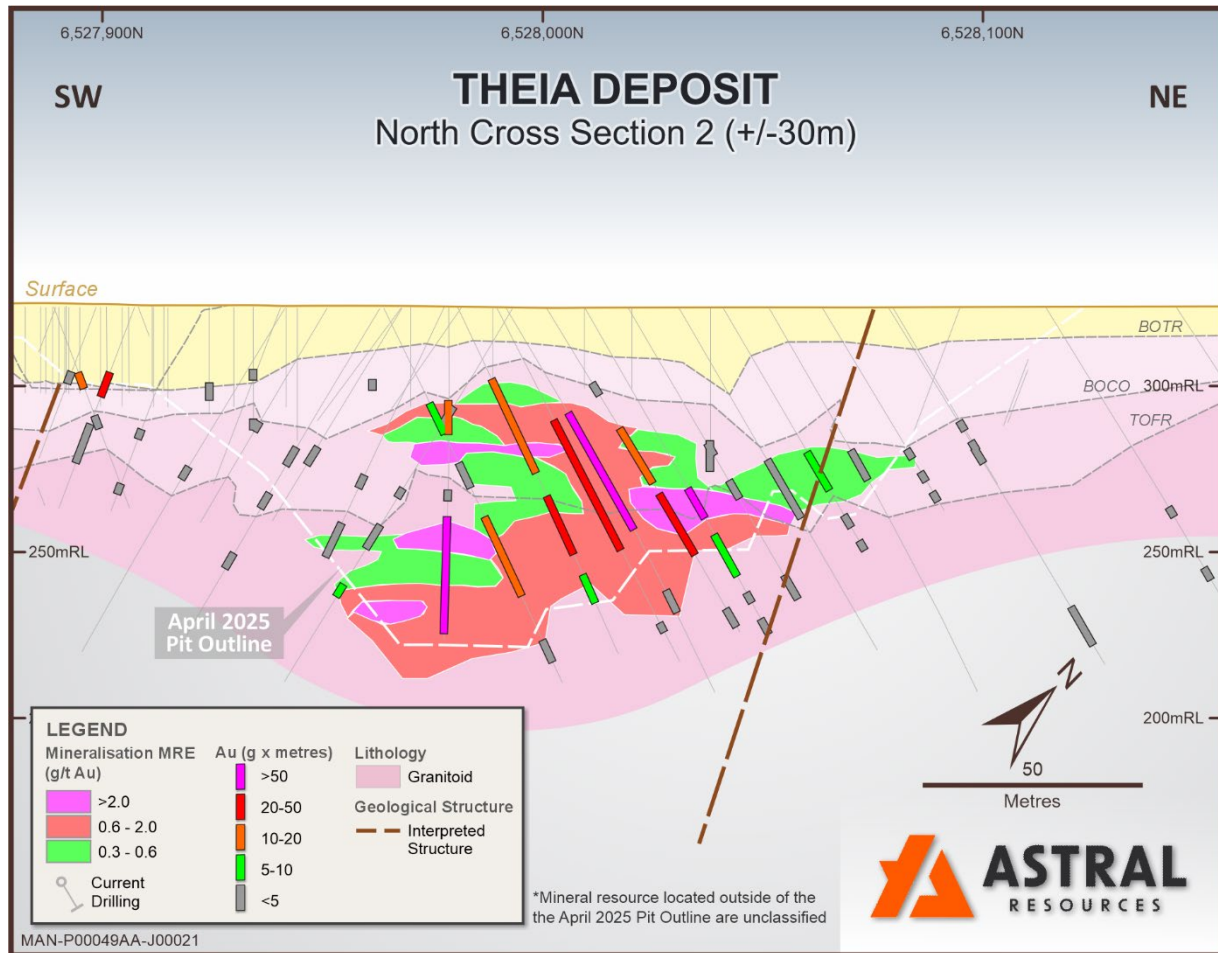 6,527,900N
6,528,000N
6,528,100N
SW
THEIA DEPOSIT
NE
North Cross Section 2 (+/-30m)
Surface
BOTR
BOCO
300mRL
TOFR
250mRL
250mRL
April 2025
Pit Outline
N
200mRL
50
Metres
LEGEND
Mineralisation MRE
(g/t Au)
>2.0
0.6 - 2.0
0.3 - 0.6
Current
Drilling
Au (g x metres)
>50
20-50
10-20
5-10
<5
Lithology
Granitoid
Geological Structure
Interpreted
Structure
*Mineral resource located outside of the
the April 2025 Pit Outline are unclassified
ASTRAL
RESOURCES
MAN-P00049AA-J00021